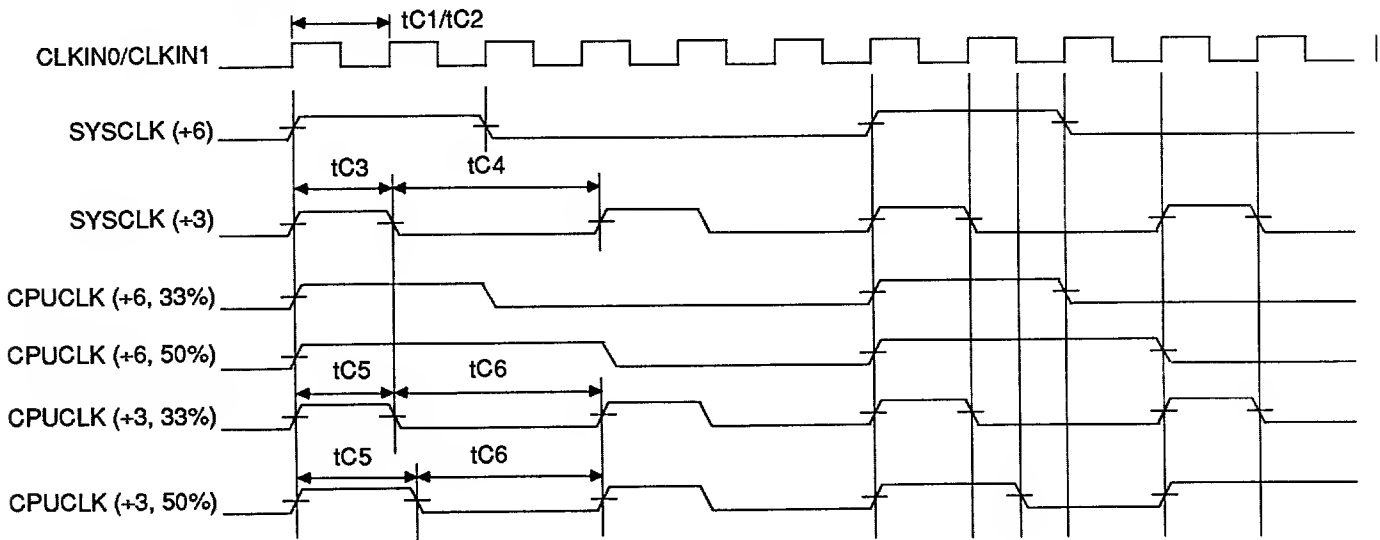 tC1/tC2
CLKIN0/CLKIN1
SYSCLK (+6)
tC3 tC4
SYSCLK (+3)
CPUCLK (+6, 33%)
CPUCLK (+6, 50%)
tC5 tC6
CPUCLK (+3, 33%)
tC5 tC6
CPUCLK (+3, 50%)